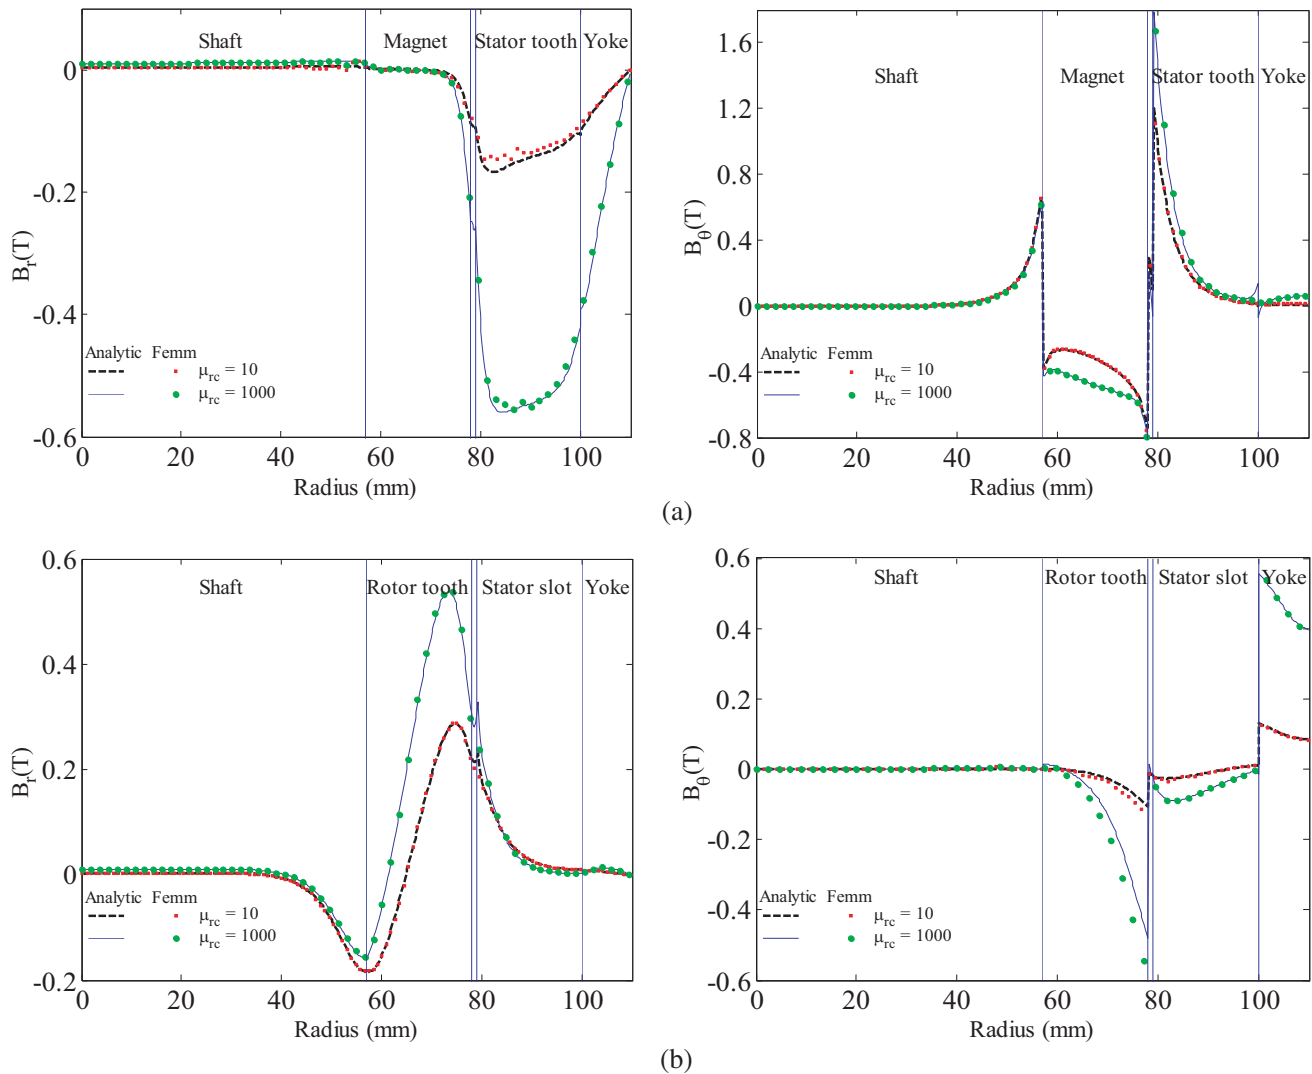 Shaft Magnet Stator tooth Yoke
0
-0.2
-0.4
-0.6
B_r(T)
Analytic Femm
μ_rc = 10
μ_rc = 1000
0 20 40 60 80 100
Radius (mm)
Shaft Magnet Stator tooth Yoke
1.6
1.2
0.8
0.4
0
-0.4
-0.8
B_θ(T)
Analytic Femm
μ_rc = 10
μ_rc = 1000
0 20 40 60 80 100
Radius (mm)
(a)
Shaft Rotor tooth Stator slot Yoke
0.6
0.4
0.2
0
-0.2
B_r(T)
Analytic Femm
μ_rc = 10
μ_rc = 1000
0 20 40 60 80 100
Radius (mm)
Shaft Rotor tooth Stator slot Yoke
0.6
0.4
0.2
0
-0.2
-0.4
-0.6
B_θ(T)
Analytic Femm
μ_rc = 10
μ_rc = 1000
0 20 40 60 80 100
Radius (mm)
(b)